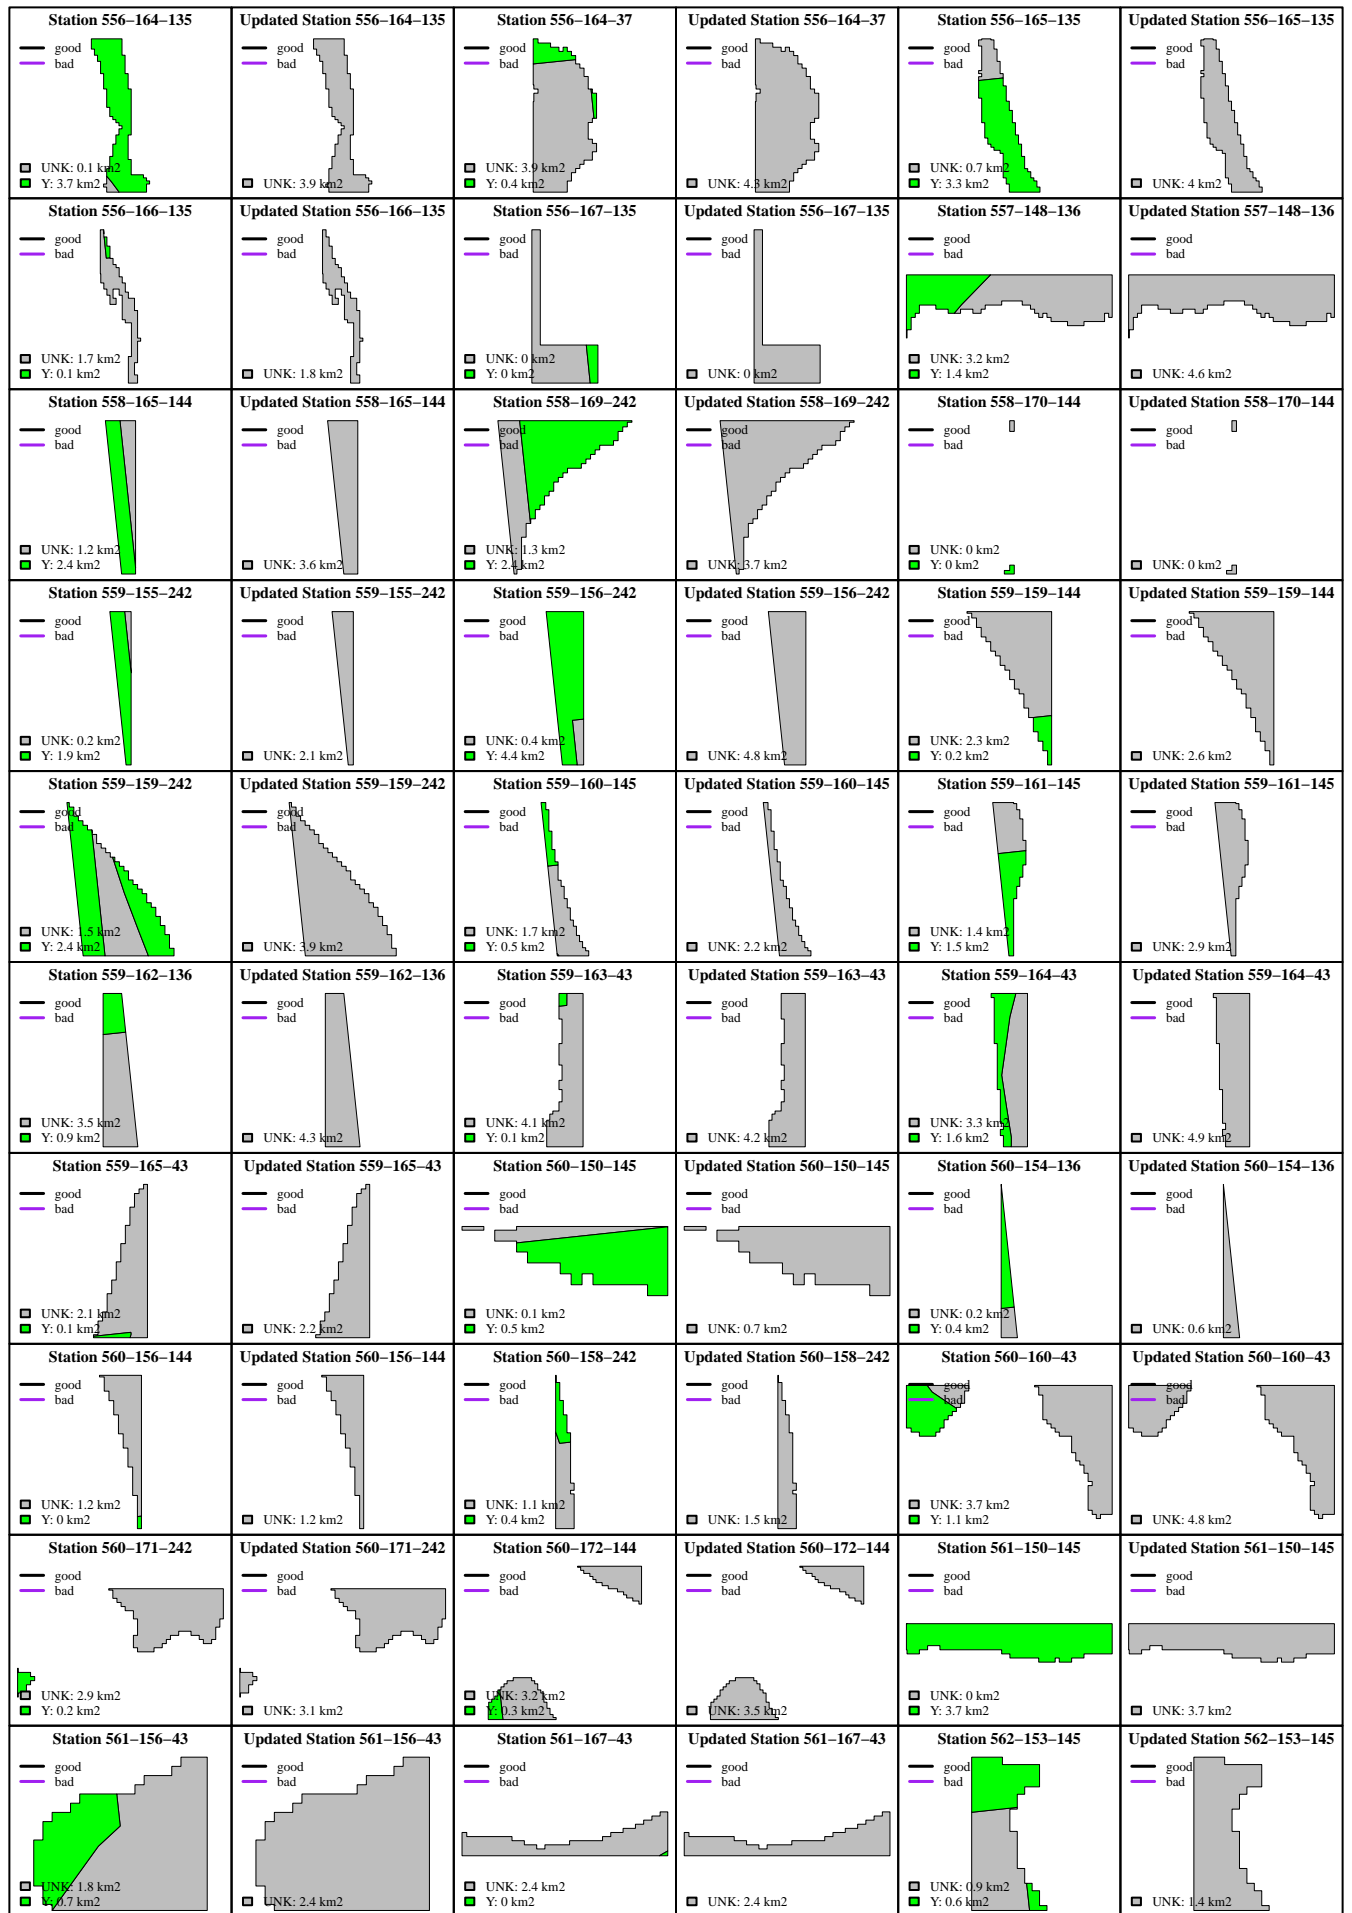 Station 556−164−135
good
bad
UNK: 0.1 km2
Y: 3.7 km2
Updated Station 556−164−135
good
bad
UNK: 3.9 km2
Station 556−164−37
good
bad
UNK: 3.9 km2
Y: 0.4 km2
Updated Station 556−164−37
good
bad
UNK: 4.3 km2
Station 556−165−135
good
bad
UNK: 0.7 km2
Y: 3.3 km2
Updated Station 556−165−135
good
bad
UNK: 4 km2
Station 556−166−135
good
bad
UNK: 1.7 km2
Y: 0.1 km2
Updated Station 556−166−135
good
bad
UNK: 1.8 km2
Station 556−167−135
good
bad
UNK: 0 km2
Y: 0 km2
Updated Station 556−167−135
good
bad
UNK: 0 km2
Station 557−148−136
good
bad
UNK: 3.2 km2
Y: 1.4 km2
Updated Station 557−148−136
good
bad
UNK: 4.6 km2
Station 558−165−144
good
bad
UNK: 1.2 km2
Y: 2.4 km2
Updated Station 558−165−144
good
bad
UNK: 3.6 km2
Station 558−169−242
good
bad
UNK: 1.3 km2
Y: 2.4 km2
Updated Station 558−169−242
good
bad
UNK: 3.7 km2
Station 558−170−144
good
bad
UNK: 0 km2
Y: 0 km2
Updated Station 558−170−144
good
bad
UNK: 0 km2
Station 559−155−242
good
bad
UNK: 0.2 km2
Y: 1.9 km2
Updated Station 559−155−242
good
bad
UNK: 2.1 km2
Station 559−156−242
good
bad
UNK: 0.4 km2
Y: 4.4 km2
Updated Station 559−156−242
good
bad
UNK: 4.8 km2
Station 559−159−144
good
bad
UNK: 2.3 km2
Y: 0.2 km2
Updated Station 559−159−144
good
bad
UNK: 2.6 km2
Station 559−159−242
good
bad
UNK: 1.5 km2
Y: 2.4 km2
Updated Station 559−159−242
good
bad
UNK: 3.9 km2
Station 559−160−145
good
bad
UNK: 1.7 km2
Y: 0.5 km2
Updated Station 559−160−145
good
bad
UNK: 2.2 km2
Station 559−161−145
good
bad
UNK: 1.4 km2
Y: 1.5 km2
Updated Station 559−161−145
good
bad
UNK: 2.9 km2
Station 559−162−136
good
bad
UNK: 3.5 km2
Y: 0.9 km2
Updated Station 559−162−136
good
bad
UNK: 4.3 km2
Station 559−163−43
good
bad
UNK: 4.1 km2
Y: 0.1 km2
Updated Station 559−163−43
good
bad
UNK: 4.2 km2
Station 559−164−43
good
bad
UNK: 3.3 km2
Y: 1.6 km2
Updated Station 559−164−43
good
bad
UNK: 4.9 km2
Station 559−165−43
good
bad
UNK: 2.1 km2
Y: 0.1 km2
Updated Station 559−165−43
good
bad
UNK: 2.2 km2
Station 560−150−145
good
bad
UNK: 0.1 km2
Y: 0.5 km2
Updated Station 560−150−145
good
bad
UNK: 0.7 km2
Station 560−154−136
good
bad
UNK: 0.2 km2
Y: 0.4 km2
Updated Station 560−154−136
good
bad
UNK: 0.6 km2
Station 560−156−144
good
bad
UNK: 1.2 km2
Y: 0 km2
Updated Station 560−156−144
good
bad
UNK: 1.2 km2
Station 560−158−242
good
bad
UNK: 1.1 km2
Y: 0.4 km2
Updated Station 560−158−242
good
bad
UNK: 1.5 km2
Station 560−160−43
good
bad
UNK: 3.7 km2
Y: 1.1 km2
Updated Station 560−160−43
good
bad
UNK: 4.8 km2
Station 560−171−242
good
bad
UNK: 2.9 km2
Y: 0.2 km2
Updated Station 560−171−242
good
bad
UNK: 3.1 km2
Station 560−172−144
good
bad
UNK: 3.2 km2
Y: 0.3 km2
Updated Station 560−172−144
good
bad
UNK: 3.5 km2
Station 561−150−145
good
bad
UNK: 0 km2
Y: 3.7 km2
Updated Station 561−150−145
good
bad
UNK: 3.7 km2
Station 561−156−43
good
bad
UNK: 1.8 km2
Y: 0.7 km2
Updated Station 561−156−43
good
bad
UNK: 2.4 km2
Station 561−167−43
good
bad
UNK: 2.4 km2
Y: 0 km2
Updated Station 561−167−43
good
bad
UNK: 2.4 km2
Station 562−153−145
good
bad
UNK: 0.9 km2
Y: 0.6 km2
Updated Station 562−153−145
good
bad
UNK: 1.4 km2